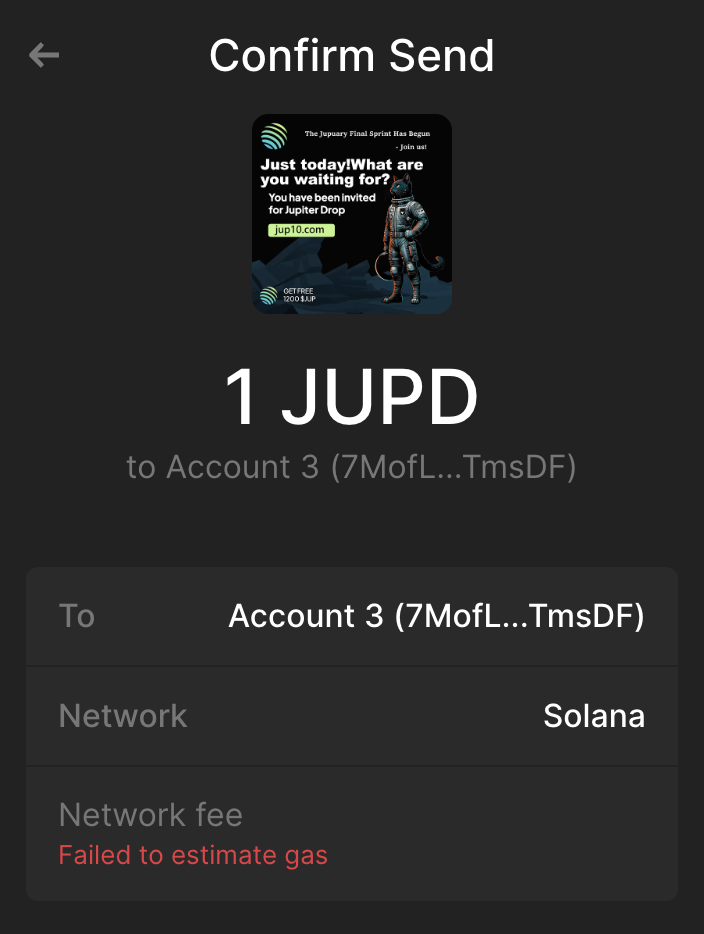 Confirm Send
The Jupuary Final Sprint Has Begun
- Join us!
Just today!What are
you waiting for?
You have been invited
for Jupiter Drop
jup10.com
GET FREE
1200 $JUP
1 JUPD
to Account 3 (7MofL...TmsDF)
To Account 3 (7MofL...TmsDF)
Network Solana
Network fee
Failed to estimate gas